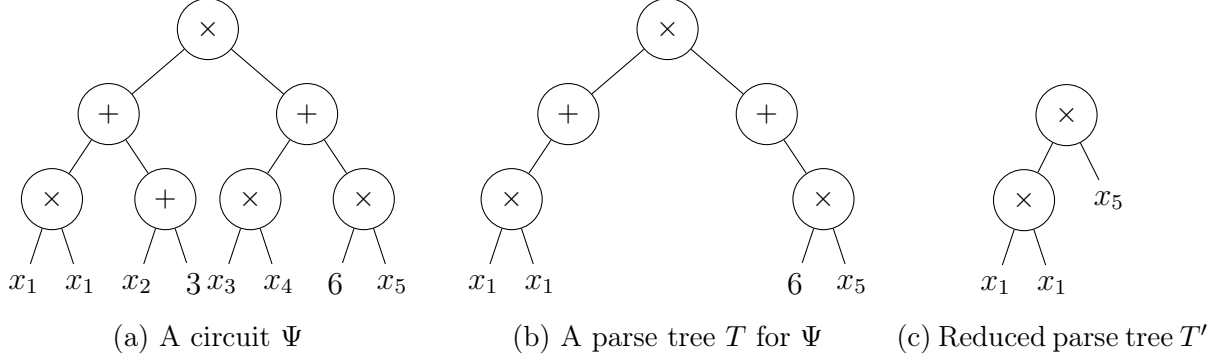 ×
×
+
+
+
+
×
×
+
×
×
×
×
×
x₁ x₁ x₂ 3 x₃ x₄ 6 x₅
x₁ x₁
6 x₅
x₅
x₁ x₁
(a) A circuit Ψ
(b) A parse tree T for Ψ
(c) Reduced parse tree T′